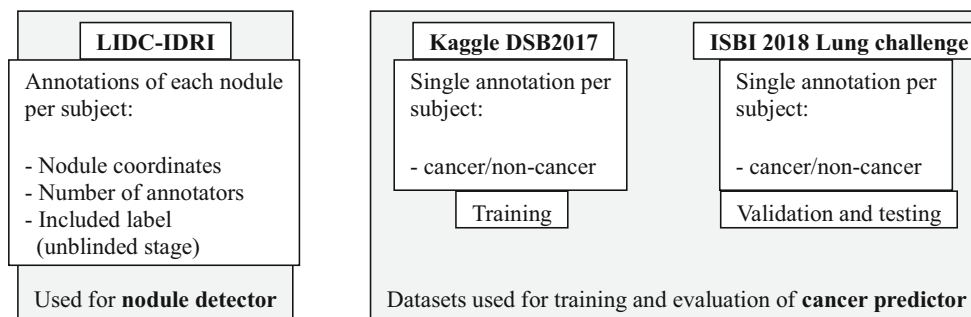 LIDC-IDRI
Annotations of each nodule
per subject:
- Nodule coordinates
- Number of annotators
- Included label
(unblinded stage)
Used for nodule detector
Kaggle DSB2017
Single annotation per
subject:
- cancer/non-cancer
Training
ISBI 2018 Lung challenge
Single annotation per
subject:
- cancer/non-cancer
Validation and testing
Datasets used for training and evaluation of cancer predictor